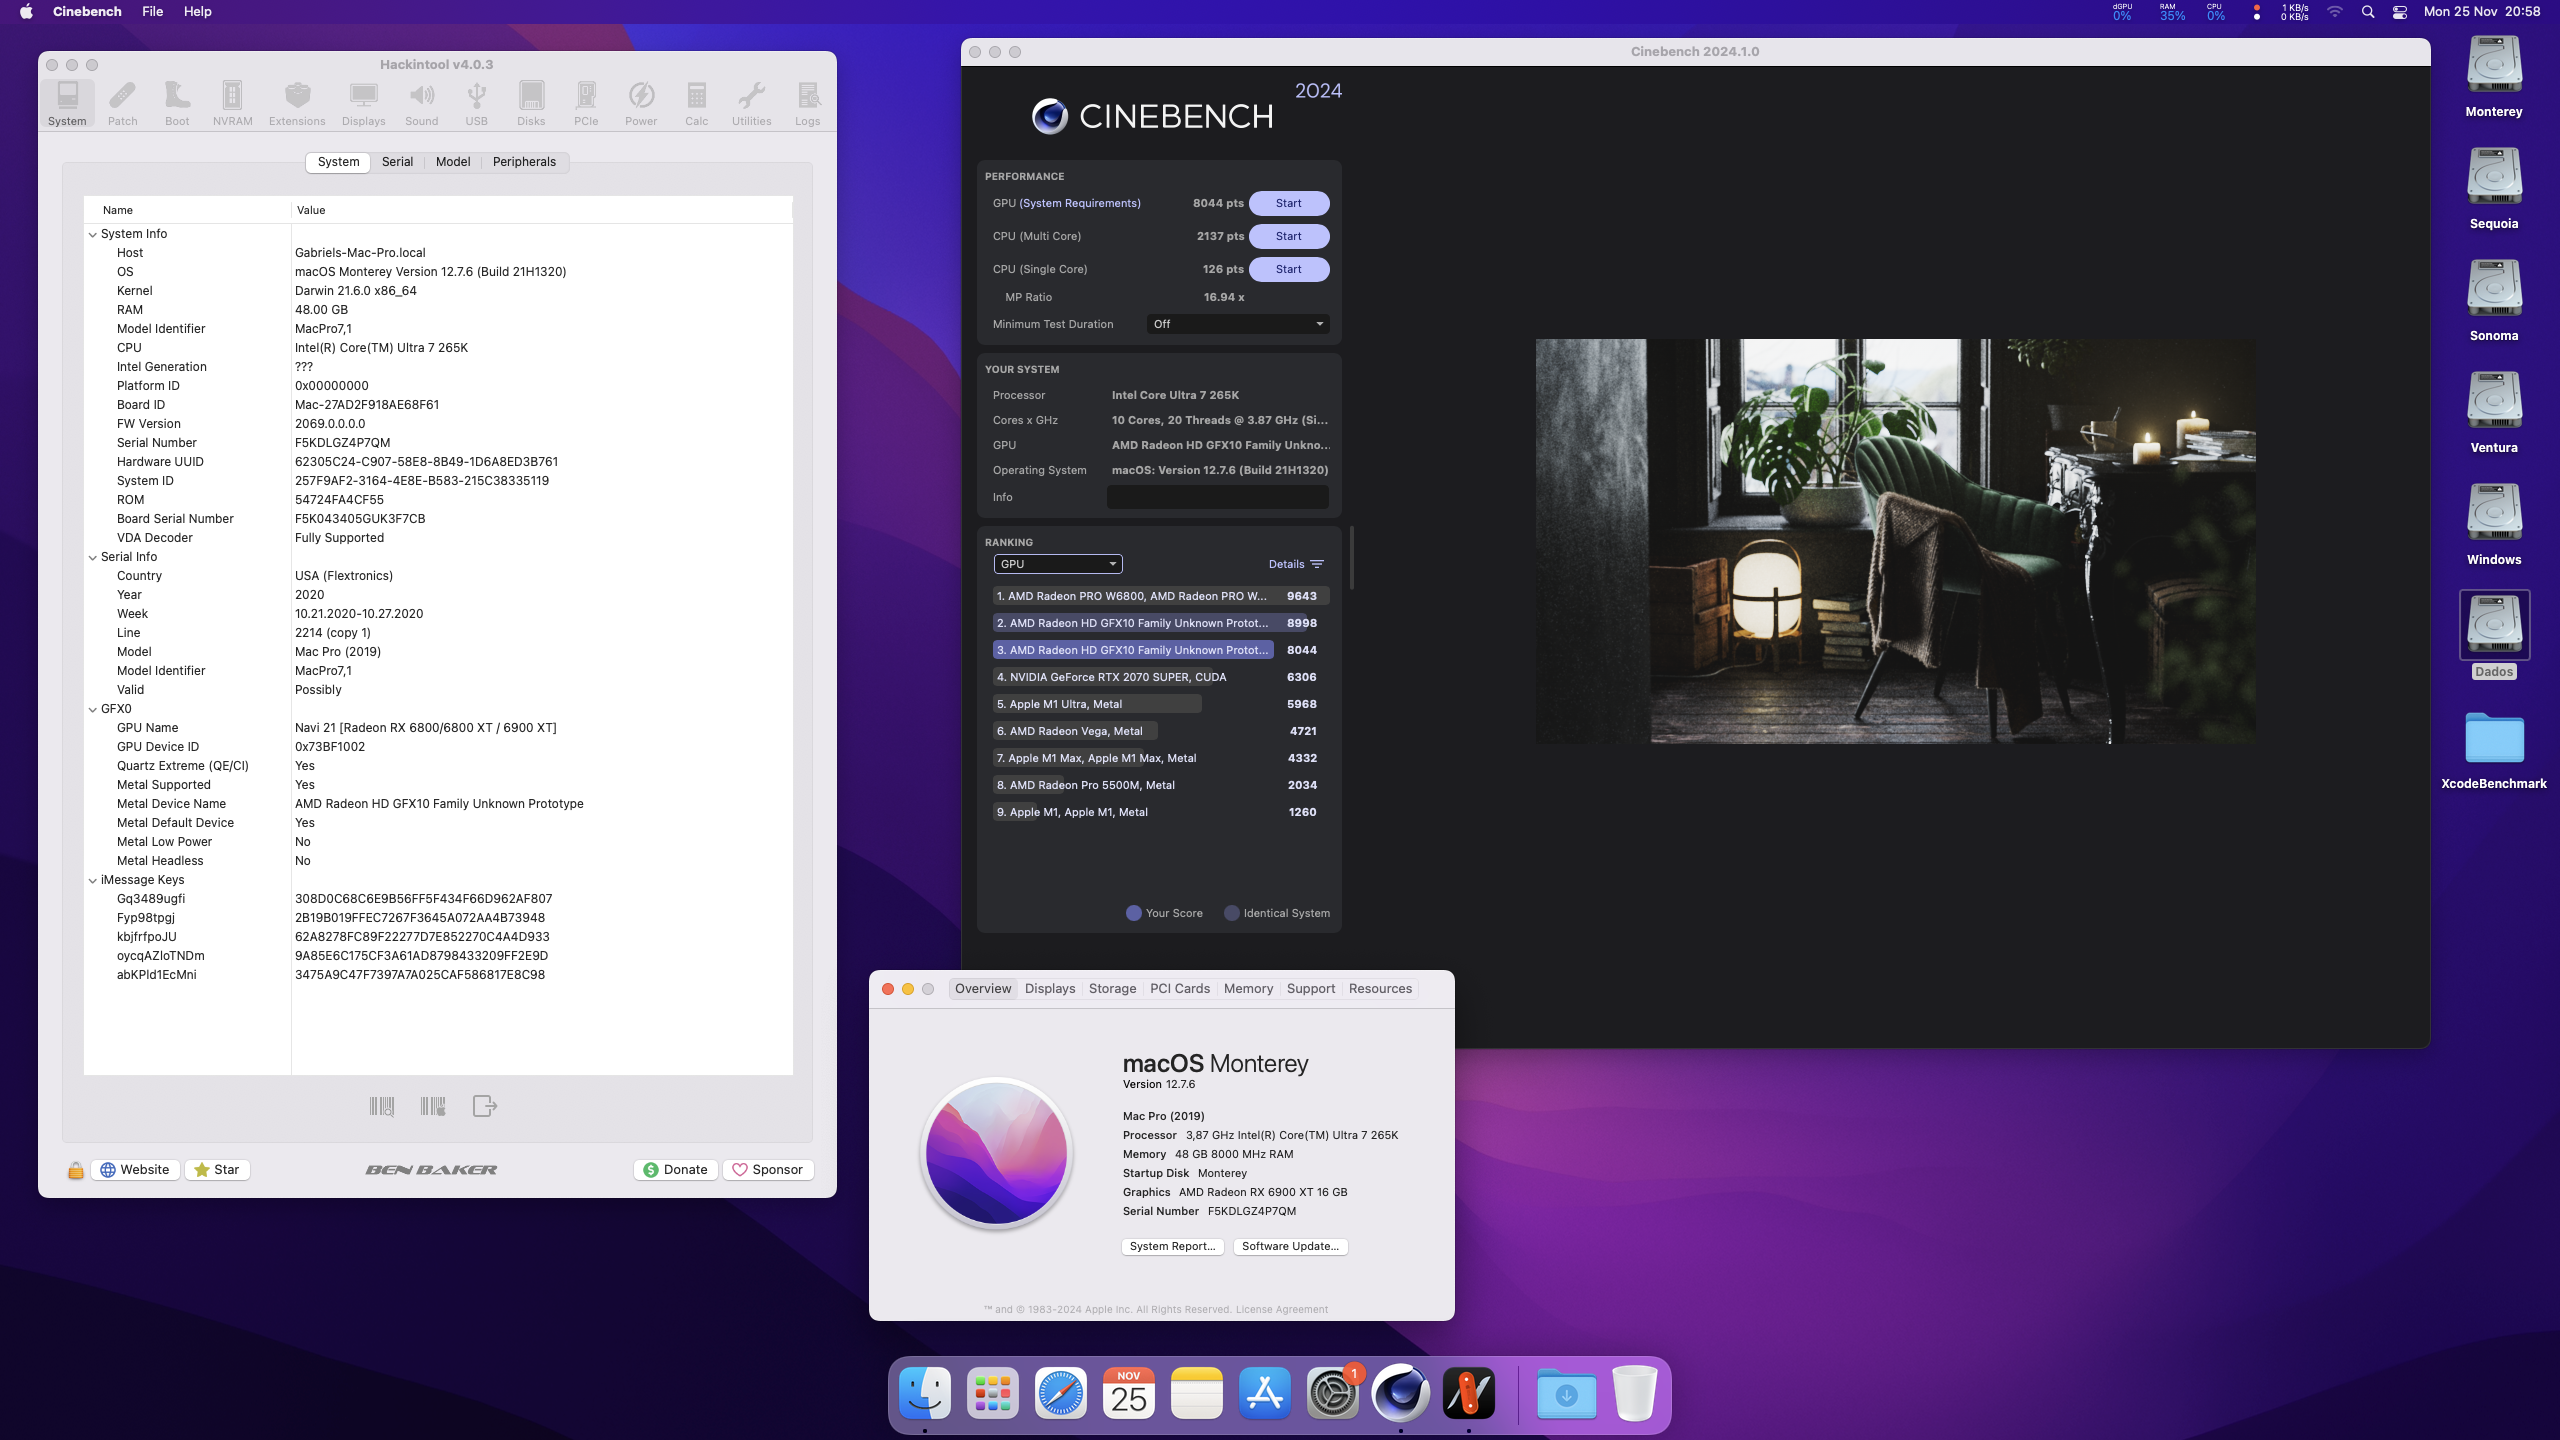 Cinebench File Help
dGPU 0% RAM 35% CPU 0% 1 KB/s 0 KB/s Mon 25 Nov 20:58
Hackintool v4.0.3
System Patch Boot NVRAM Extensions Displays Sound USB Disks PCIe Power Calc Utilities Logs
System Serial Model Peripherals
Name Value
System Info
Host Gabriels-Mac-Pro.local
OS macOS Monterey Version 12.7.6 (Build 21H1320)
Kernel Darwin 21.6.0 x86_64
RAM 48.00 GB
Model Identifier MacPro7,1
CPU Intel(R) Core(TM) Ultra 7 265K
Intel Generation ???
Platform ID 0x00000000
Board ID Mac-27AD2F918AE68F61
FW Version 2069.0.0.0.0
Serial Number F5KDLGZ4P7QM
Hardware UUID 62305C24-C907-58E8-8B49-1D6A8ED3B761
System ID 257F9AF2-3164-4E8E-B583-215C38335119
ROM 54724FA4CF55
Board Serial Number F5K043405GUK3F7CB
VDA Decoder Fully Supported
Serial Info
Country USA (Flextronics)
Year 2020
Week 10.21.2020-10.27.2020
Line 2214 (copy 1)
Model Mac Pro (2019)
Model Identifier MacPro7,1
Valid Possibly
GFX0
GPU Name Navi 21 [Radeon RX 6800/6800 XT / 6900 XT]
GPU Device ID 0x73BF1002
Quartz Extreme (QE/CI) Yes
Metal Supported Yes
Metal Device Name AMD Radeon HD GFX10 Family Unknown Prototype
Metal Default Device Yes
Metal Low Power No
Metal Headless No
iMessage Keys
Gq3489ugfi 308D0C68C6E9B56FF5F434F66D962AF807
Fyp98tpgj 2B19B019FFEC7267F3645A072AA4B73948
kbjfrfpoJU 62A8278FC89F22277D7E852270C4A4D933
oycqAZloTNDm 9A85E6C175CF3A61AD8798433209FF2E9D
abKPld1EcMni 3475A9C47F7397A7A025CAF586817E8C98
Website Star BEN BAKER Donate Sponsor
Cinebench 2024.1.0
CINEBENCH 2024
PERFORMANCE
GPU (System Requirements) 8044 pts Start
CPU (Multi Core) 2137 pts Start
CPU (Single Core) 126 pts Start
MP Ratio 16.94 x
Minimum Test Duration Off
YOUR SYSTEM
Processor Intel Core Ultra 7 265K
Cores x GHz 10 Cores, 20 Threads @ 3.87 GHz (Si...
GPU AMD Radeon HD GFX10 Family Unkno...
Operating System macOS: Version 12.7.6 (Build 21H1320)
Info
RANKING
GPU Details
1. AMD Radeon PRO W6800, AMD Radeon PRO W... 9643
2. AMD Radeon HD GFX10 Family Unknown Protot... 8998
3. AMD Radeon HD GFX10 Family Unknown Protot... 8044
4. NVIDIA GeForce RTX 2070 SUPER, CUDA 6306
5. Apple M1 Ultra, Metal 5968
6. AMD Radeon Vega, Metal 4721
7. Apple M1 Max, Apple M1 Max, Metal 4332
8. AMD Radeon Pro 5500M, Metal 2034
9. Apple M1, Apple M1, Metal 1260
Your Score Identical System
Monterey
Sequoia
Sonoma
Ventura
Windows
Dados
XcodeBenchmark
Overview Displays Storage PCI Cards Memory Support Resources
macOS Monterey
Version 12.7.6
Mac Pro (2019)
Processor 3,87 GHz Intel(R) Core(TM) Ultra 7 265K
Memory 48 GB 8000 MHz RAM
Startup Disk Monterey
Graphics AMD Radeon RX 6900 XT 16 GB
Serial Number F5KDLGZ4P7QM
System Report... Software Update...
™ and © 1983-2024 Apple Inc. All Rights Reserved. License Agreement
NOV
25
1